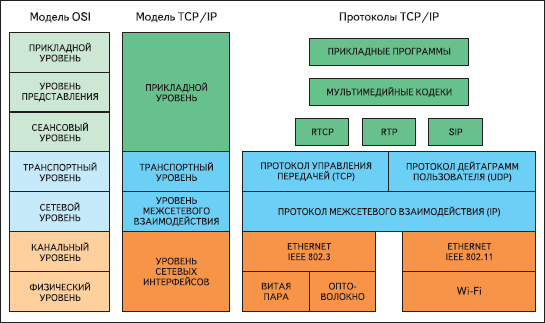 Модель OSI
Модель TCP/IP
Протоколы TCP/IP
ПРИКЛАДНОЙ
УРОВЕНЬ
УРОВЕНЬ
ПРЕДСТАВЛЕНИЯ
СЕАНСОВЫЙ
УРОВЕНЬ
ТРАНСПОРТНЫЙ
УРОВЕНЬ
СЕТЕВОЙ
УРОВЕНЬ
КАНАЛЬНЫЙ
УРОВЕНЬ
ФИЗИЧЕСКИЙ
УРОВЕНЬ
ПРИКЛАДНОЙ
УРОВЕНЬ
ТРАНСПОРТНЫЙ
УРОВЕНЬ
УРОВЕНЬ
МЕЖСЕТЕВОГО
ВЗАИМОДЕЙСТВИЯ
УРОВЕНЬ
СЕТЕВЫХ
ИНТЕРФЕЙСОВ
ПРИКЛАДНЫЕ ПРОГРАММЫ
МУЛЬТИМЕДИЙНЫЕ КОДЕКИ
RTCP
RTP
SIP
ПРОТОКОЛ УПРАВЛЕНИЯ
ПЕРЕДАЧЕЙ (TCP)
ПРОТОКОЛ ДЕЙТАГРАММ
ПОЛЬЗОВАТЕЛЯ (UDP)
ПРОТОКОЛ МЕЖСЕТЕВОГО ВЗАИМОДЕЙСТВИЯ (IP)
ETHERNET
IEEE 802.3
ETHERNET
IEEE 802.11
ВИТАЯ
ПАРА
ОПТО-
ВОЛОКНО
Wi-Fi